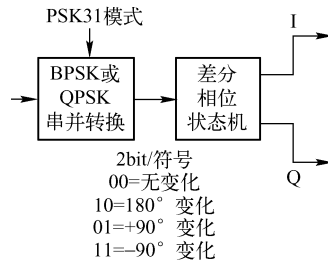 PSK31模式
BPSK或
QPSK
串并转换
差分
相位
状态机
I
Q
2bit/符号
00=无变化
10=180°变化
01=+90°变化
11=–90°变化